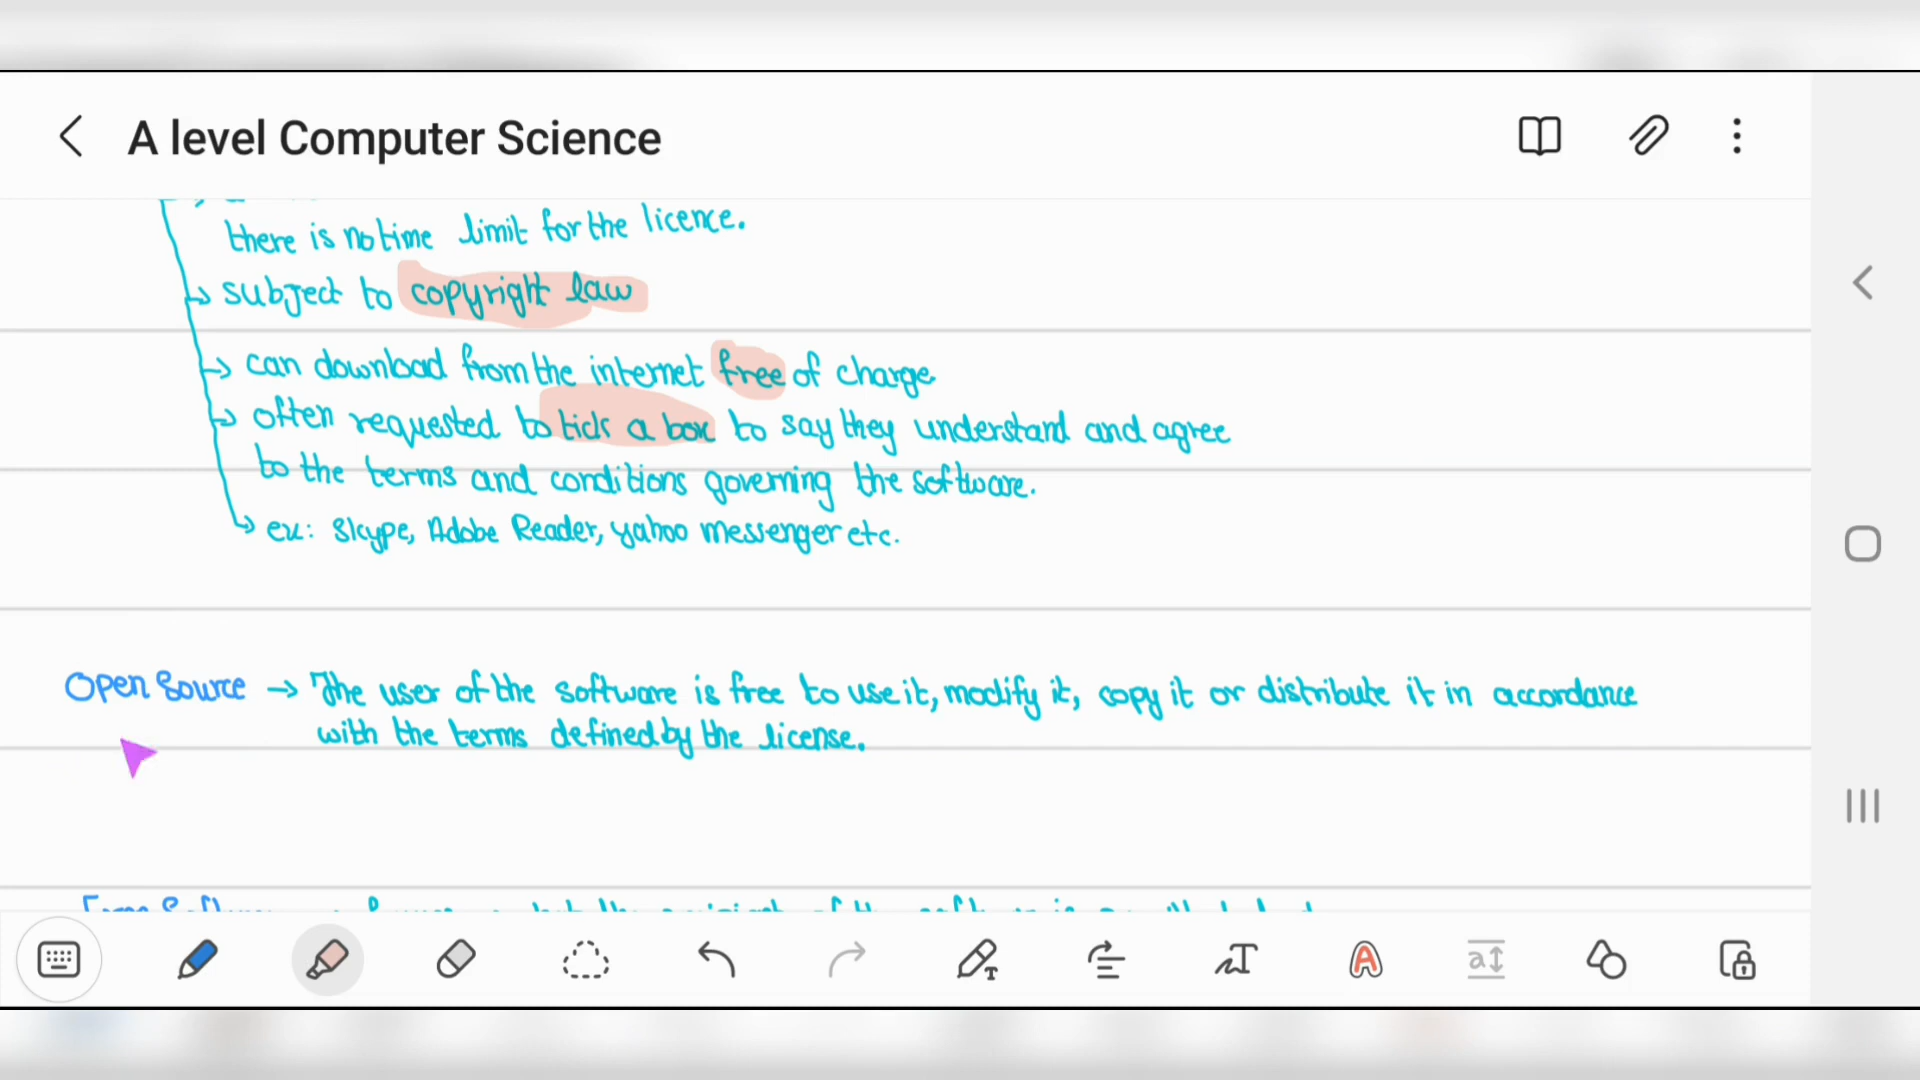 A level Computer Science
there is no time limit for the licence.
subject to copyright law
can download from the internet free of charge.
often requested to tick a box to say they understand and agree
to the terms and conditions governing the software.
ex: Skype, Adobe Reader, yahoo messenger etc.
Open Source → The user of the software is free to use it, modify it, copy it or distribute it in accordance
with the terms defined by the license.